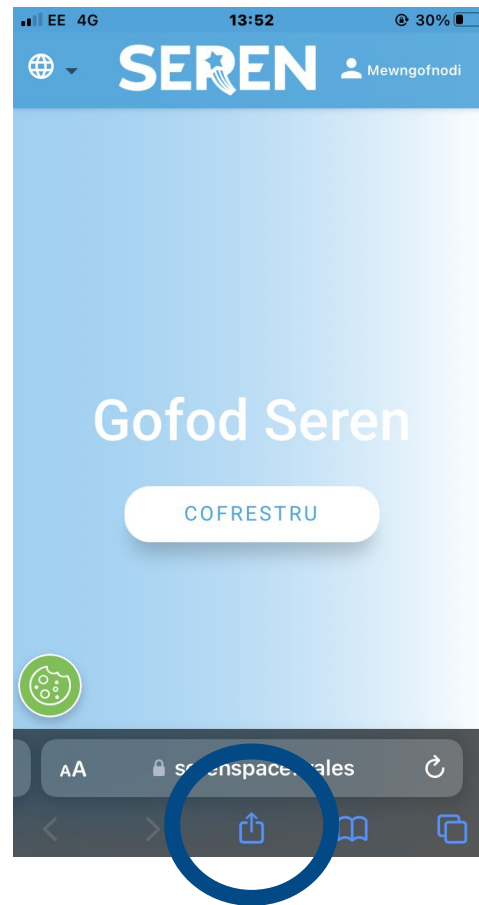 EE 4G 13:52 30%
SEREN Mewngofnodi
Gofod Seren
COFRESTRU
AA